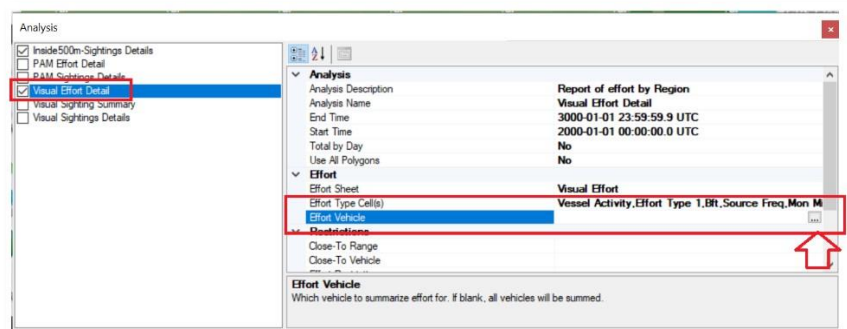 Analysis
Inside500m-Sightings Details
PAM Effort Detail
PAM Sightings Details
Visual Effort Detail
Visual Sighting Summary
Visual Sightings Details
Analysis
Analysis Description Report of effort by Region
Analysis Name Visual Effort Detail
End Time 3000-01-01 23:59:59.9 UTC
Start Time 2000-01-01 00:00:00.0 UTC
Total by Day No
Use All Polygons No
Effort
Effort Sheet Visual Effort
Effort Type Cell(s) Vessel Activity,Effort Type 1,Bft,Source Freq,Mon Mi
Effort Vehicle ...
Restrictions
Close-To Range
Close-To Vehicle
Effort Vehicle
Which vehicle to summarize effort for. If blank, all vehicles will be summed.